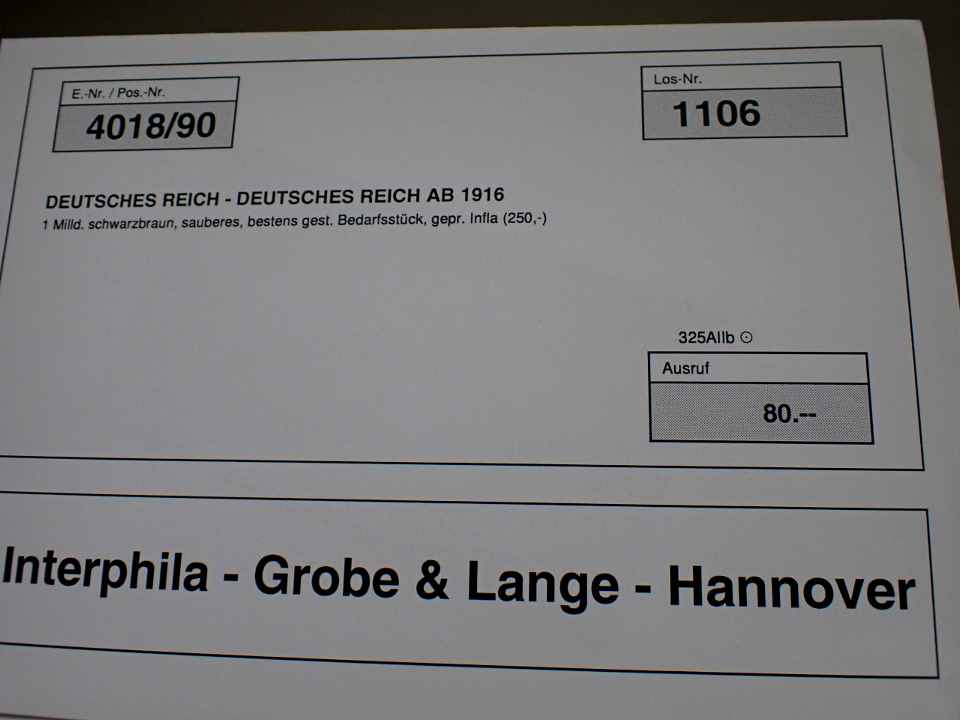 E.-Nr. / Pos.-Nr.
4018/90
Los-Nr.
1106
DEUTSCHES REICH - DEUTSCHES REICH AB 1916
1 Milld. schwarzbraun, sauberes, bestens gest. Bedarfsstück, gepr. Infla (250,-)
325AIIb ⊙
Ausruf
80.--
Interphila - Grobe & Lange - Hannover